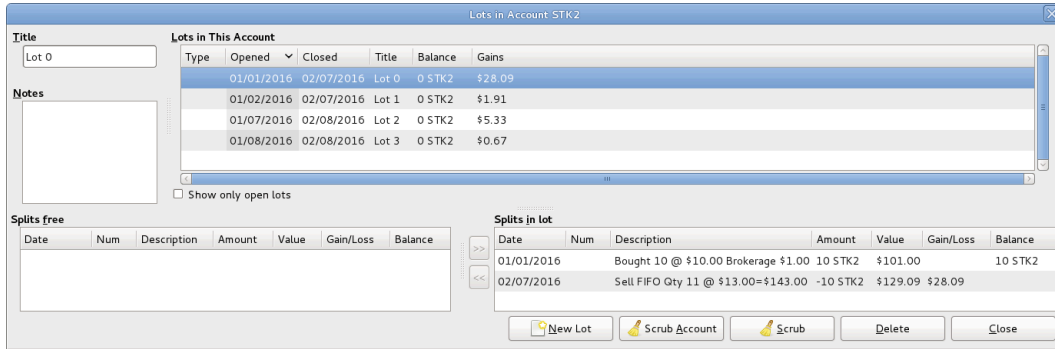 Lots in Account STK2
Title
Lot 0
Notes
Lots in This Account
Type Opened Closed Title Balance Gains
01/01/2016 02/07/2016 Lot 0 0 STK2 $28.09
01/02/2016 02/07/2016 Lot 1 0 STK2 $1.91
01/07/2016 02/08/2016 Lot 2 0 STK2 $5.33
01/08/2016 02/08/2016 Lot 3 0 STK2 $0.67
Show only open lots
Splits free
Date Num Description Amount Value Gain/Loss Balance
>>
<<
Splits in lot
Date Num Description Amount Value Gain/Loss Balance
01/01/2016 Bought 10 @ $10.00 Brokerage $1.00 10 STK2 $101.00 10 STK2
02/07/2016 Sell FIFO Qty 11 @ $13.00=$143.00 -10 STK2 $129.09 $28.09
New Lot Scrub Account Scrub Delete Close